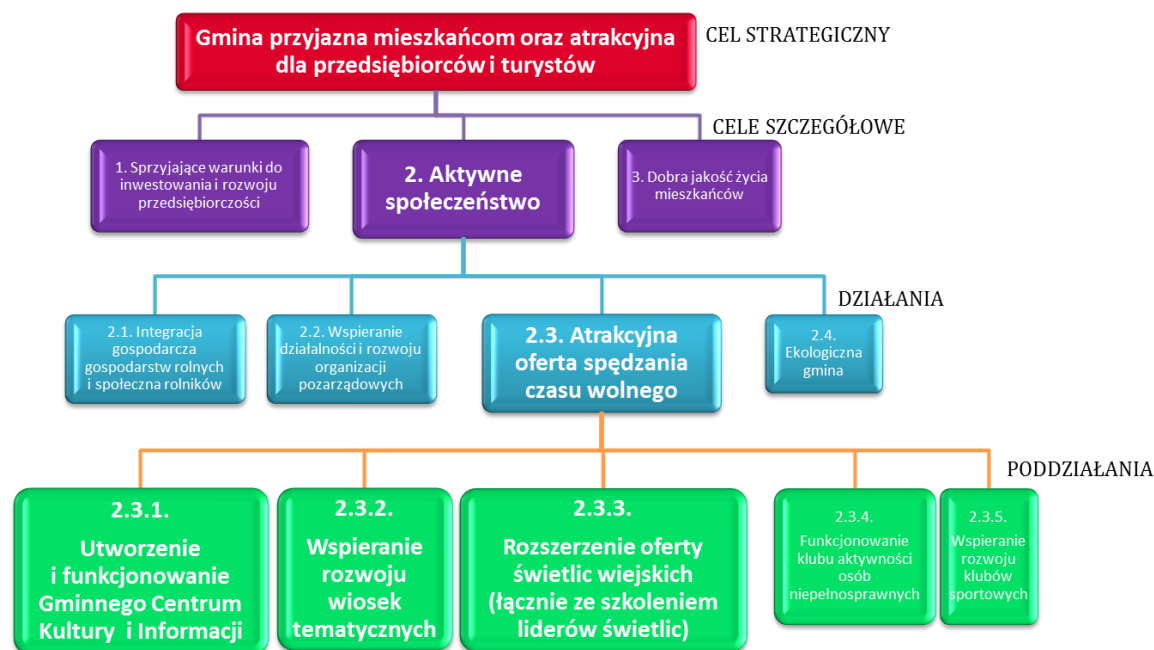 Gmina przyjazna mieszkańcom oraz atrakcyjna
dla przedsiębiorców i turystów
CEL STRATEGICZNY
CELE SZCZEGÓŁOWE
1. Sprzyjające warunki do
inwestowania i rozwoju
przedsiębiorczości
2. Aktywne
społeczeństwo
3. Dobra jakość życia
mieszkańców
DZIAŁANIA
2.1. Integracja
gospodarcza
gospodarstw rolnych
i społeczna rolników
2.2. Wspieranie
działalności i rozwoju
organizacji
pozarządowych
2.3. Atrakcyjna
oferta spędzania
czasu wolnego
2.4.
Ekologiczna
gmina
PODDZIAŁANIA
2.3.1.
Utworzenie
i funkcjonowanie
Gminnego Centrum
Kultury i Informacji
2.3.2.
Wspieranie
rozwoju
wiosek
tematycznych
2.3.3.
Rozszerzenie oferty
świetlic wiejskich
(łącznie ze szkoleniem
liderów świetlic)
2.3.4.
Funkcjonowanie
klubu aktywności
osób
niepełnosprawnych
2.3.5.
Wspieranie
rozwoju
klubów
sportowych